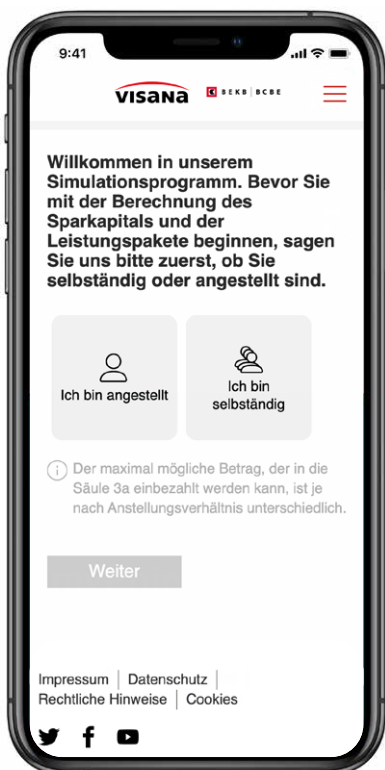 9:41
VISANA BEKB | BCBE
Willkommen in
unserem
Simulationsprogramm. Bevor Sie
mit der Berechnung des
Sparkapitals und der
Leistungspakete beginnen, sagen
Sie uns bitte zuerst, ob Sie
selbständig oder angestellt sind.
Ich bin angestellt
Ich bin
selbständig
Der maximal mögliche Betrag, der in die
Säule 3a einbezahlt werden kann, ist je
nach Anstellungsverhältnis unterschiedlich.
Weiter
Impressum | Datenschutz |
Rechtliche Hinweise | Cookies